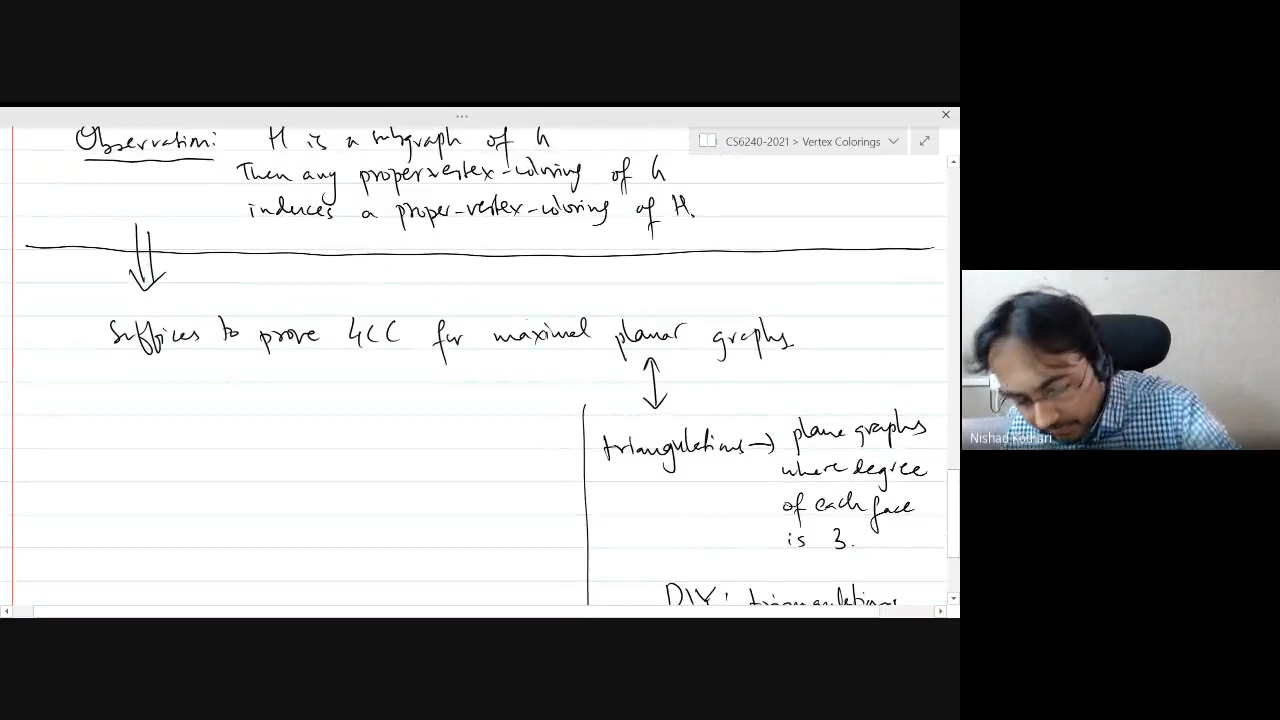 CS6240-2021 > Vertex Colorings
Observation: H is a subgraph of G
Then any proper-vertex-coloring of G
induces a proper-vertex-coloring of H.
Suffices to prove 4CC for maximal planar graphs
triangulations → plane graphs
where degree
of each face
is 3.
DIY: triangulations
Nishad Kothari